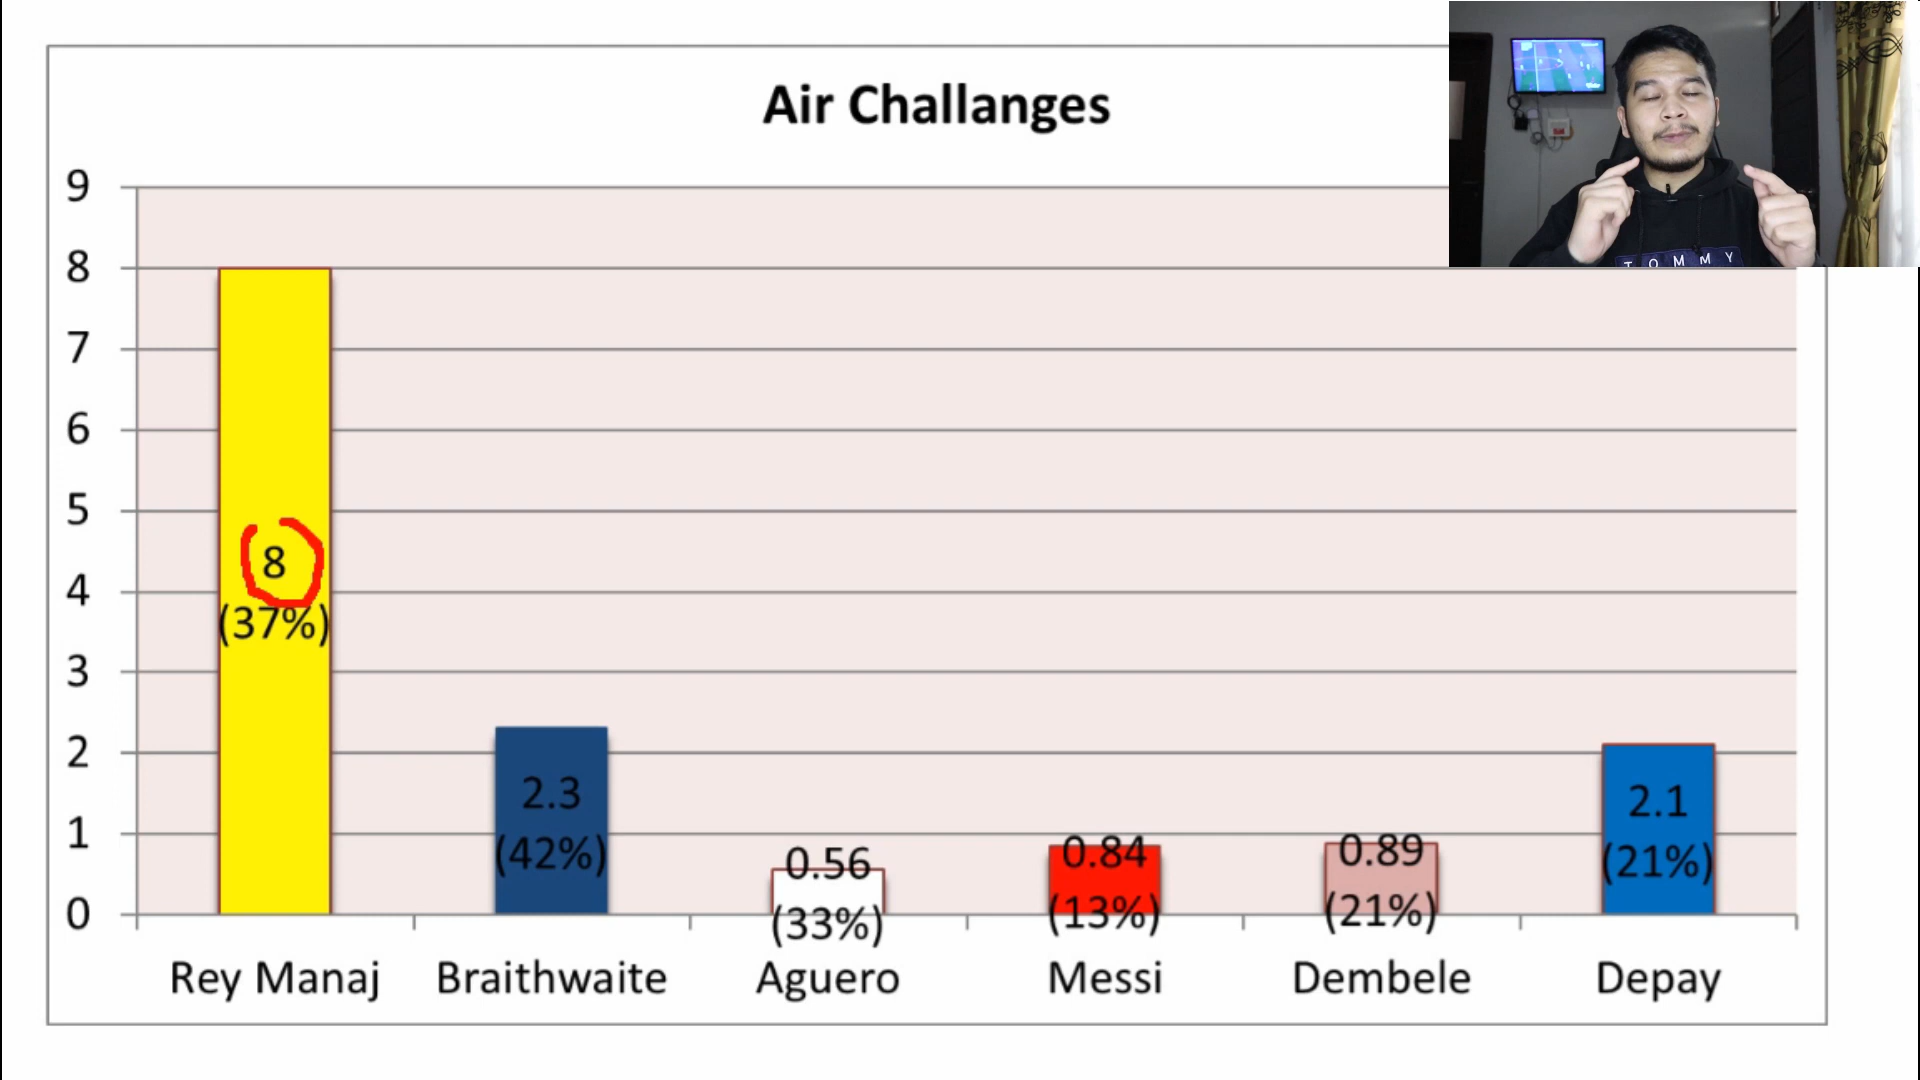 Air Challanges
9
8
7
6
5
4
3
2
1
0
8
(37%)
2.3
(42%)
0.56
(33%)
0.84
(13%)
0.89
(21%)
2.1
(21%)
Rey Manaj
Braithwaite
Aguero
Messi
Dembele
Depay
TOMMY